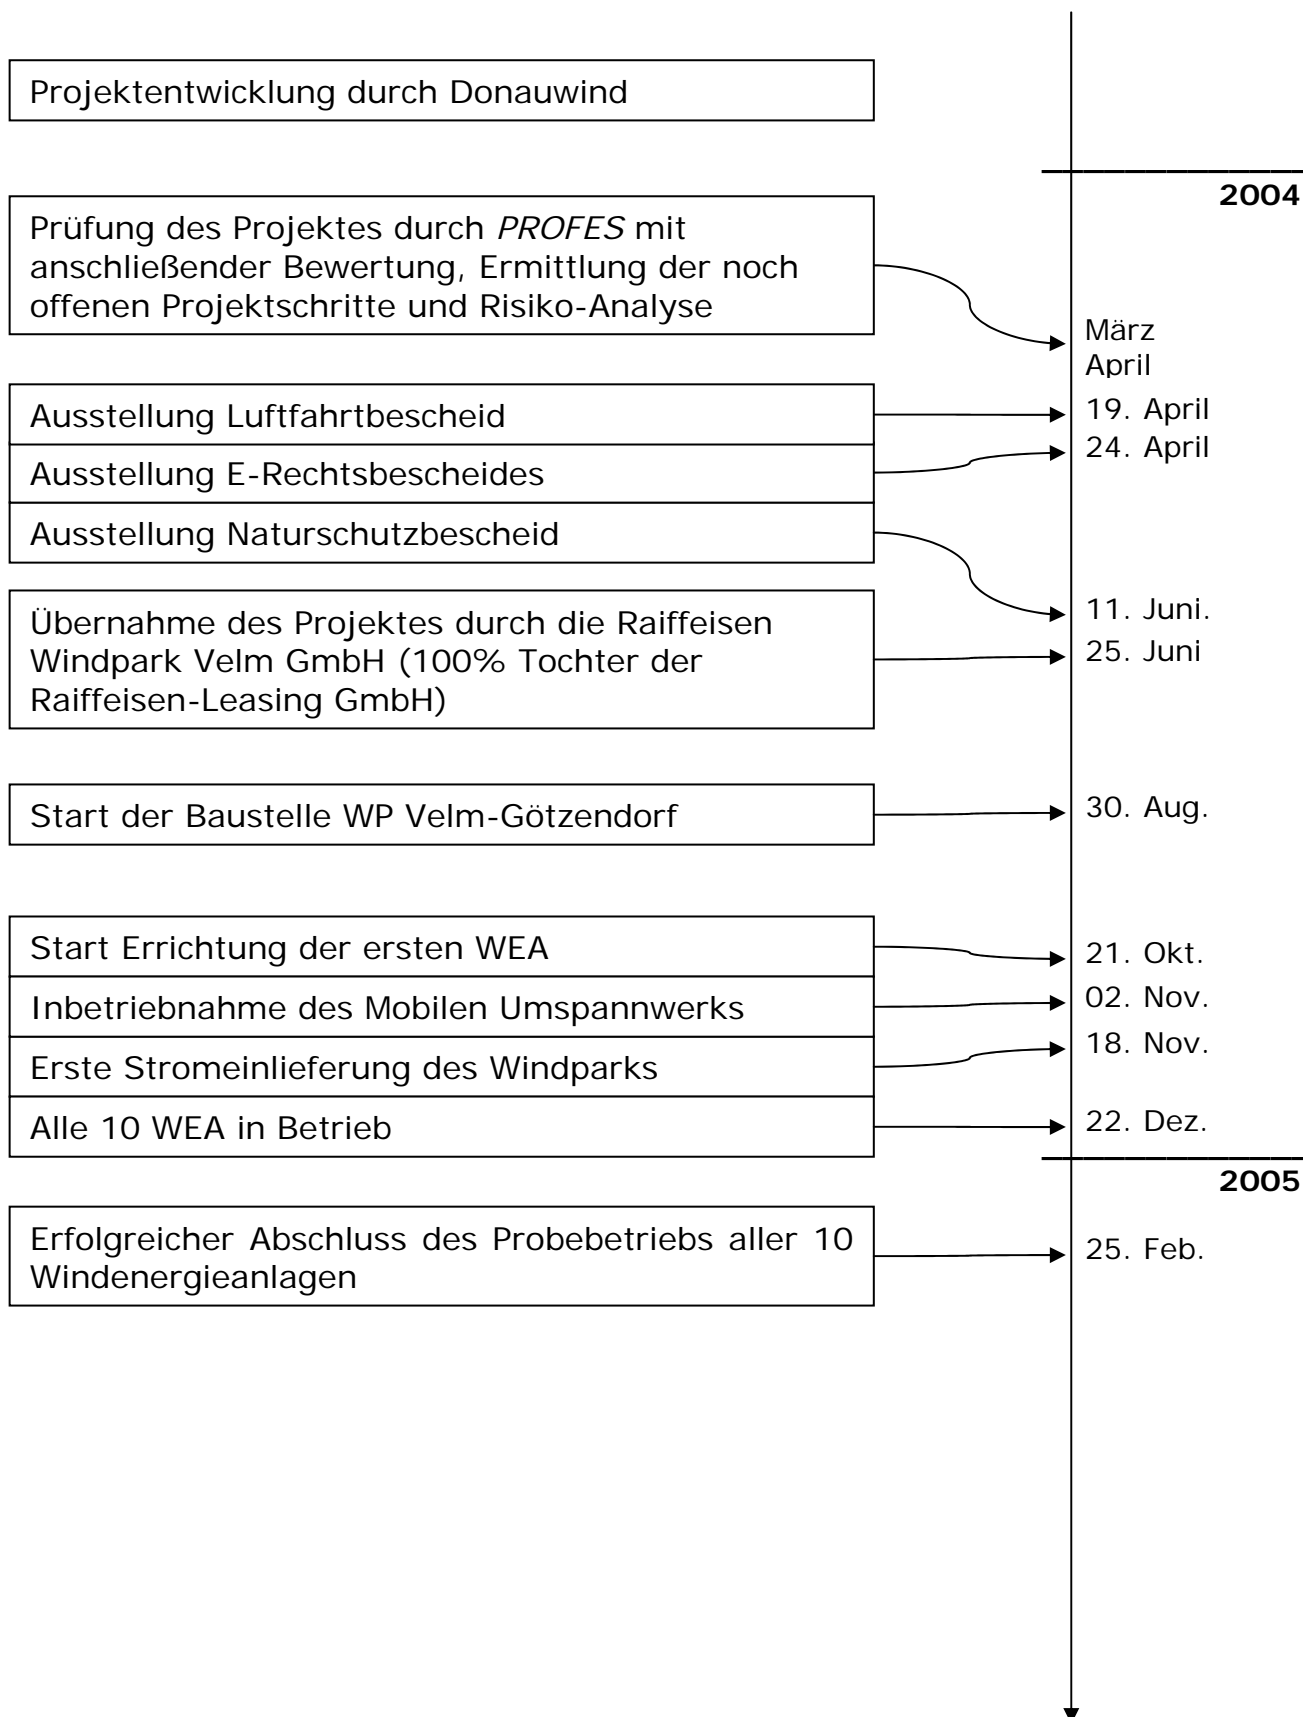 Projektentwicklung durch Donauwind
2004
Prüfung des Projektes durch PROFES mit
anschließender Bewertung, Ermittlung der noch
offenen Projektschritte und Risiko-Analyse
März
April
Ausstellung Luftfahrtbescheid
19. April
Ausstellung E-Rechtsbescheides
24. April
Ausstellung Naturschutzbescheid
11. Juni.
Übernahme des Projektes durch die Raiffeisen
Windpark Velm GmbH (100% Tochter der
Raiffeisen-Leasing GmbH)
25. Juni
Start der Baustelle WP Velm-Götzendorf
30. Aug.
Start Errichtung der ersten WEA
21. Okt.
Inbetriebnahme des Mobilen Umspannwerks
02. Nov.
Erste Stromeinlieferung des Windparks
18. Nov.
Alle 10 WEA in Betrieb
22. Dez.
2005
Erfolgreicher Abschluss des Probebetriebs aller 10
Windenergieanlagen
25. Feb.